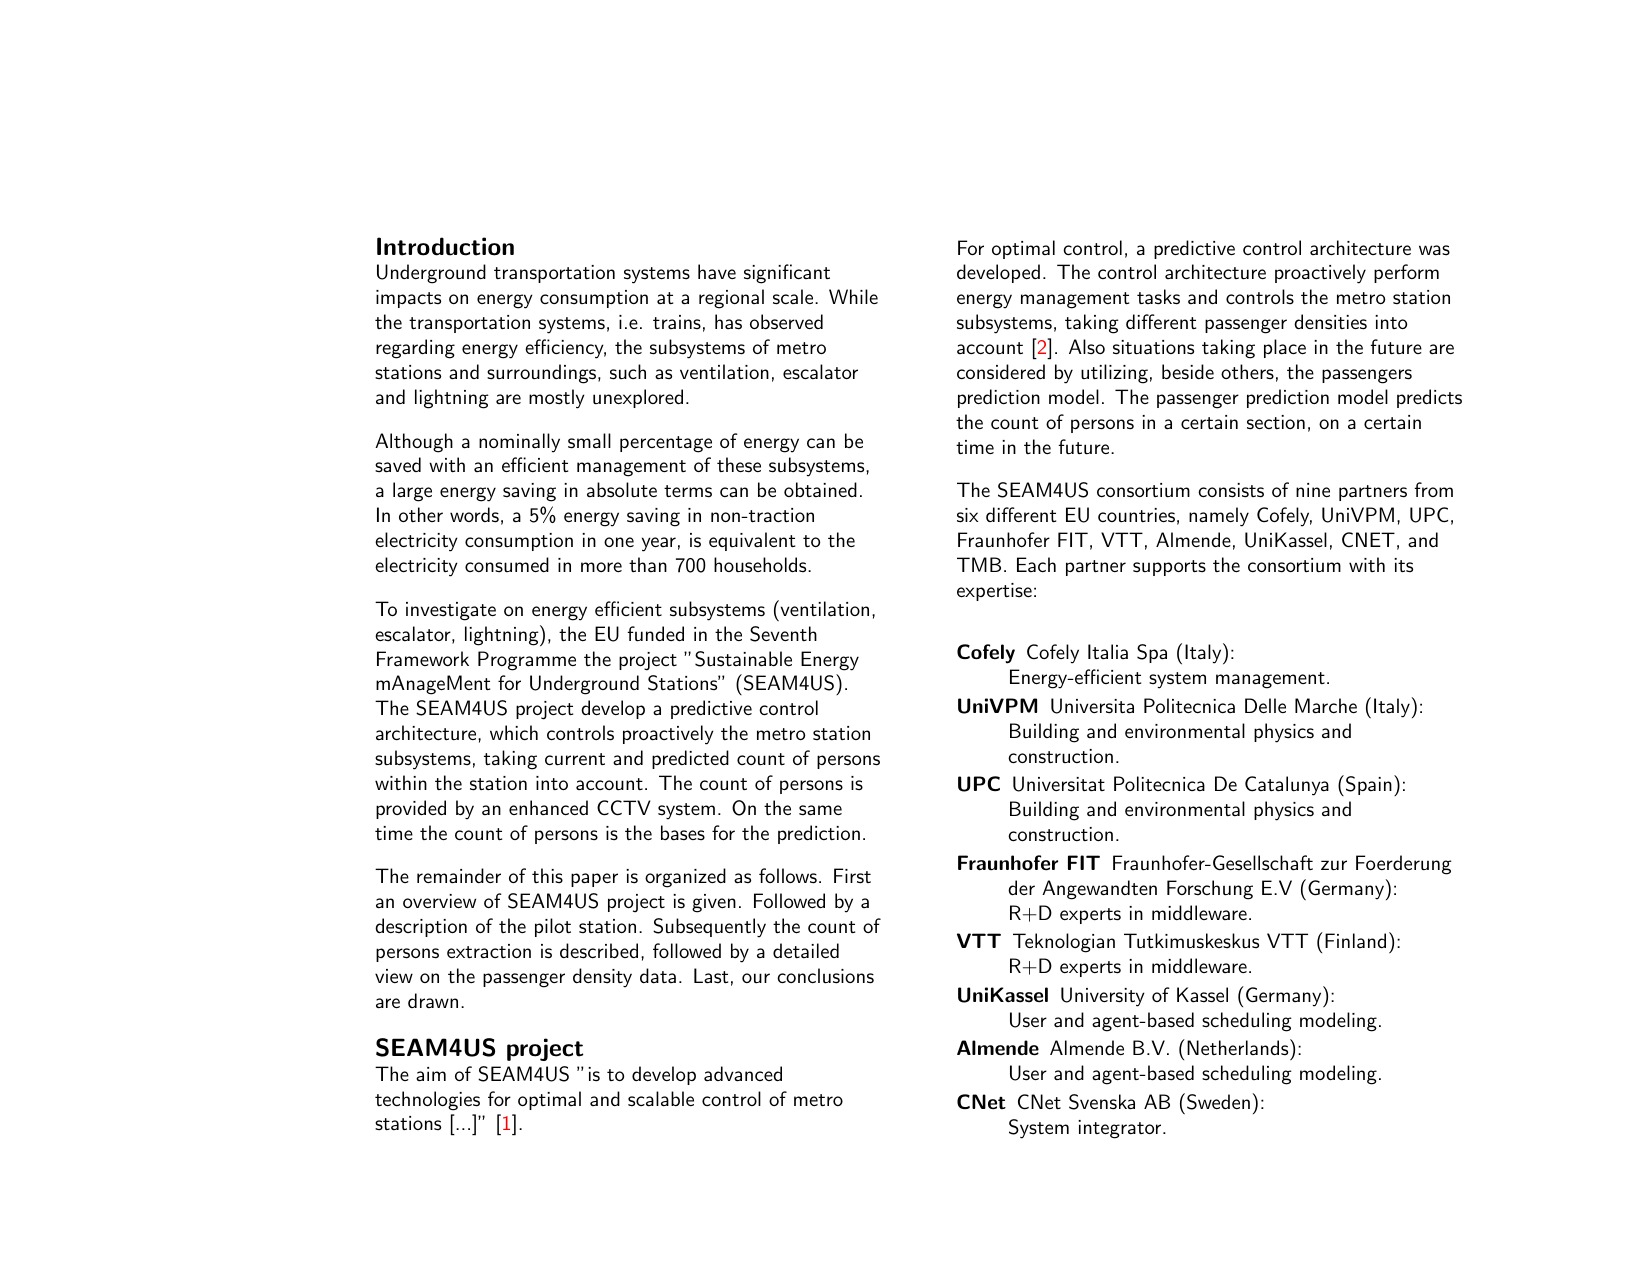 Introduction
Underground transportation systems have significant
impacts on energy consumption at a regional scale. While
the transportation systems, i.e. trains, has observed
regarding energy efficiency, the subsystems of metro
stations and surroundings, such as ventilation, escalator
and lightning are mostly unexplored.
Although a nominally small percentage of energy can be
saved with an efficient management of these subsystems,
a large energy saving in absolute terms can be obtained.
In other words, a 5% energy saving in non-traction
electricity consumption in one year, is equivalent to the
electricity consumed in more than 700 households.
To investigate on energy efficient subsystems (ventilation,
escalator, lightning), the EU funded in the Seventh
Framework Programme the project ”Sustainable Energy
mAnageMent for Underground Stations” (SEAM4US).
The SEAM4US project develop a predictive control
architecture, which controls proactively the metro station
subsystems, taking current and predicted count of persons
within the station into account. The count of persons is
provided by an enhanced CCTV system. On the same
time the count of persons is the bases for the prediction.
The remainder of this paper is organized as follows. First
an overview of SEAM4US project is given. Followed by a
description of the pilot station. Subsequently the count of
persons extraction is described, followed by a detailed
view on the passenger density data. Last, our conclusions
are drawn.
SEAM4US project
The aim of SEAM4US ”is to develop advanced
technologies for optimal and scalable control of metro
stations [...]” [1].
For optimal control, a predictive control architecture was
developed. The control architecture proactively perform
energy management tasks and controls the metro station
subsystems, taking different passenger densities into
account [2]. Also situations taking place in the future are
considered by utilizing, beside others, the passengers
prediction model. The passenger prediction model predicts
the count of persons in a certain section, on a certain
time in the future.
The SEAM4US consortium consists of nine partners from
six different EU countries, namely Cofely, UniVPM, UPC,
Fraunhofer FIT, VTT, Almende, UniKassel, CNET, and
TMB. Each partner supports the consortium with its
expertise:
Cofely Cofely Italia Spa (Italy):
Energy-efficient system management.
UniVPM Universita Politecnica Delle Marche (Italy):
Building and environmental physics and
construction.
UPC Universitat Politecnica De Catalunya (Spain):
Building and environmental physics and
construction.
Fraunhofer FIT Fraunhofer-Gesellschaft zur Foerderung
der Angewandten Forschung E.V (Germany):
R+D experts in middleware.
VTT Teknologian Tutkimuskeskus VTT (Finland):
R+D experts in middleware.
UniKassel University of Kassel (Germany):
User and agent-based scheduling modeling.
Almende Almende B.V. (Netherlands):
User and agent-based scheduling modeling.
CNet CNet Svenska AB (Sweden):
System integrator.